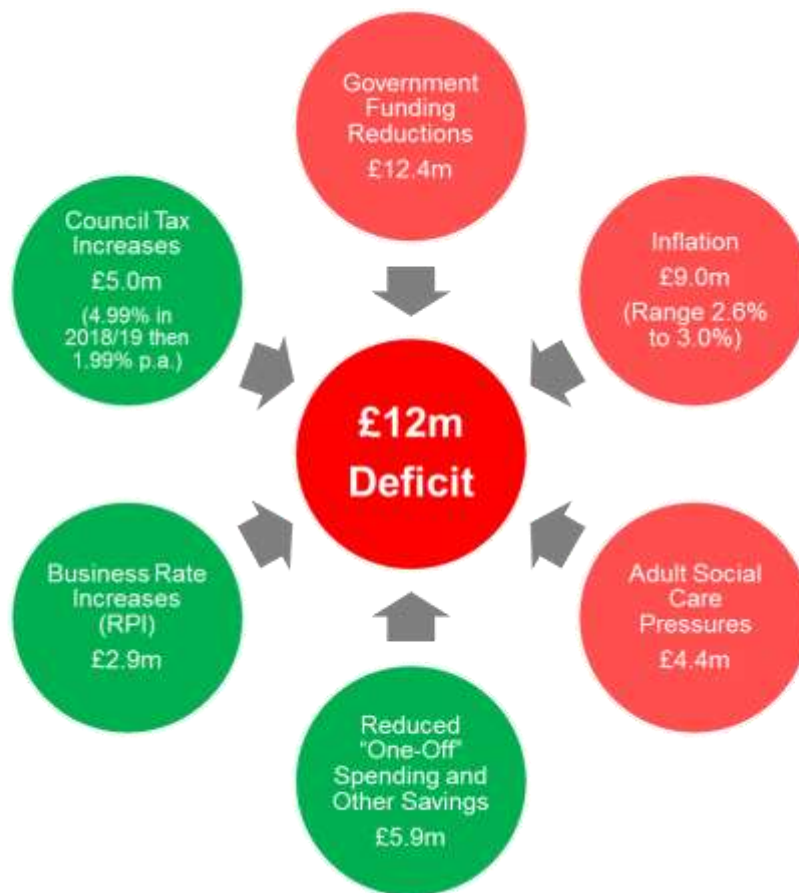 Government
Funding
Reductions
£12.4m
Council Tax
Increases
£5.0m
(4.99% in
2018/19 then
1.99% p.a.)
Inflation
£9.0m
(Range 2.6%
to 3.0%)
£12m
Deficit
Business Rate
Increases
(RPI)
£2.9m
Adult Social
Care
Pressures
£4.4m
Reduced
"One-Off"
Spending and
Other Savings
£5.9m